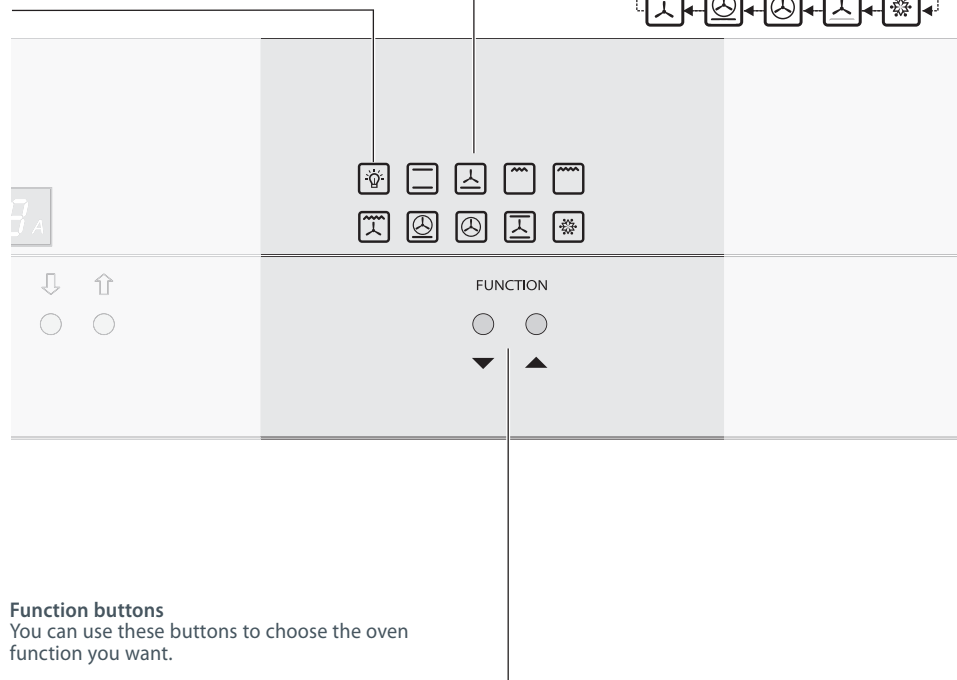 A
FUNCTION
Function buttons
You can use these buttons to choose the oven
function you want.